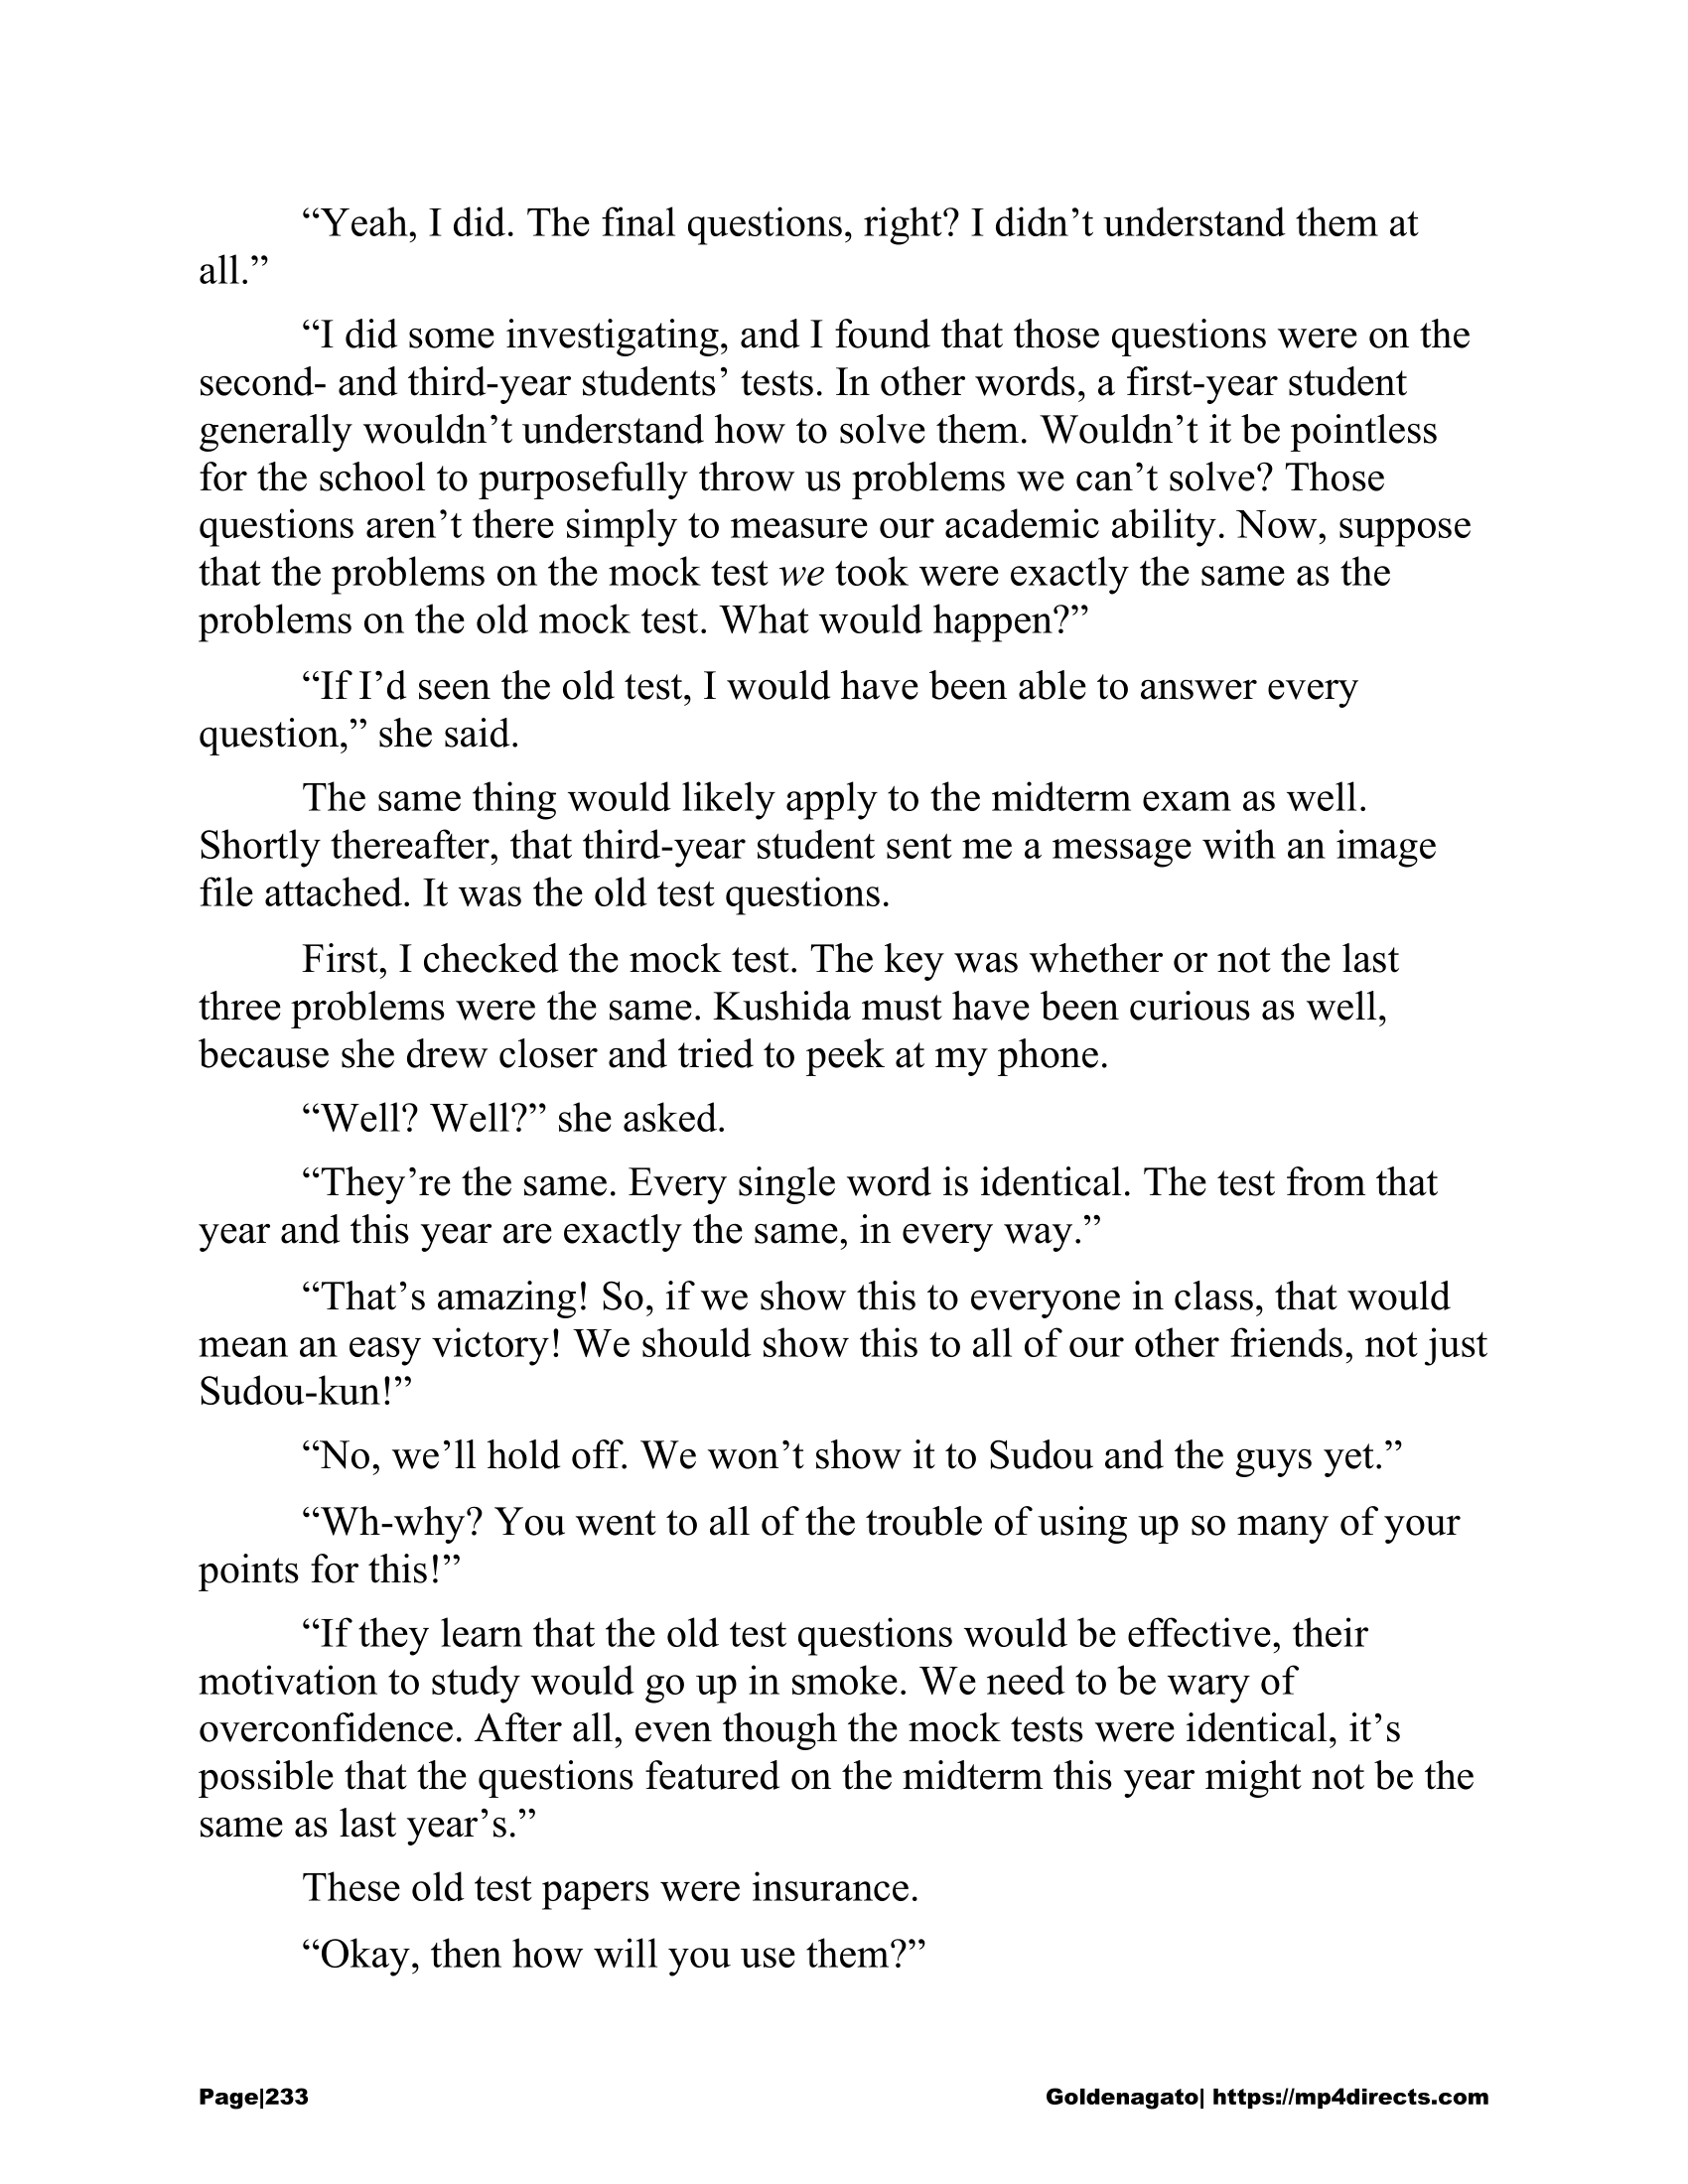 “Yeah, I did. The final questions, right? I didn’t understand them at
all.”
“I did some investigating, and I found that those questions were on the
second- and third-year students’ tests. In other words, a first-year student
generally wouldn’t understand how to solve them. Wouldn’t it be pointless
for the school to purposefully throw us problems we can’t solve? Those
questions aren’t there simply to measure our academic ability. Now, suppose
that the problems on the mock test we took were exactly the same as the
problems on the old mock test. What would happen?”
“If I’d seen the old test, I would have been able to answer every
question,” she said.
The same thing would likely apply to the midterm exam as well.
Shortly thereafter, that third-year student sent me a message with an image
file attached. It was the old test questions.
First, I checked the mock test. The key was whether or not the last
three problems were the same. Kushida must have been curious as well,
because she drew closer and tried to peek at my phone.
“Well? Well?” she asked.
“They’re the same. Every single word is identical. The test from that
year and this year are exactly the same, in every way.”
“That’s amazing! So, if we show this to everyone in class, that would
mean an easy victory! We should show this to all of our other friends, not just
Sudou-kun!”
“No, we’ll hold off. We won’t show it to Sudou and the guys yet.”
“Wh-why? You went to all of the trouble of using up so many of your
points for this!”
“If they learn that the old test questions would be effective, their
motivation to study would go up in smoke. We need to be wary of
overconfidence. After all, even though the mock tests were identical, it’s
possible that the questions featured on the midterm this year might not be the
same as last year’s.”
These old test papers were insurance.
“Okay, then how will you use them?”
Page|233 Goldenagato| https://mp4directs.com